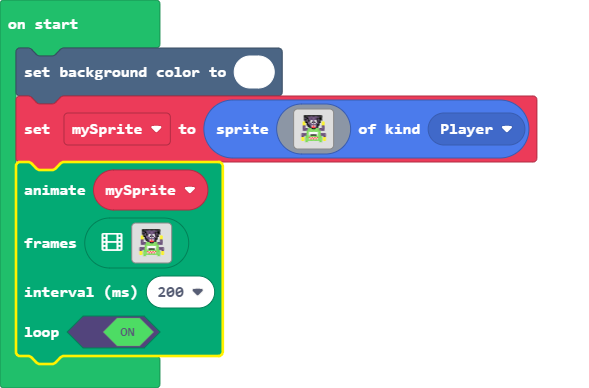 on start
set background color to
set mySprite to sprite of kind Player
animate mySprite
frames
interval (ms) 200
loop ON